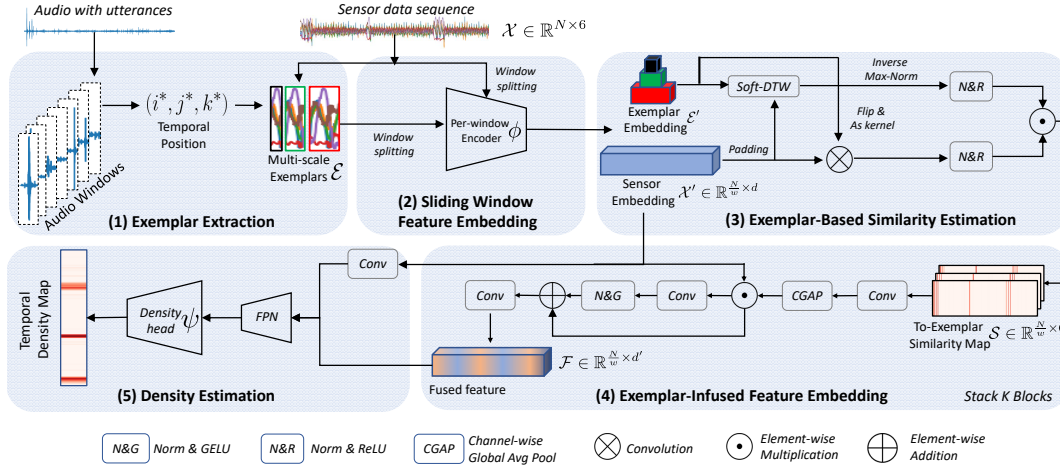 Audio with utterances
Sensor data sequence
𝒳 ∈ ℝ^{N×6}
(i*, j*, k*)
Temporal
Position
Audio Windows
Multi-scale
Exemplars ℰ
(1) Exemplar Extraction
Window
splitting
Window
splitting
Per-window
Encoder ϕ
(2) Sliding Window
Feature Embedding
Exemplar
Embedding ℰ′
Soft-DTW
Inverse
Max-Norm
N&R
Flip &
As kernel
N&R
Padding
Sensor
Embedding
𝒳′ ∈ ℝ^{N/w × d}
(3) Exemplar-Based Similarity Estimation
Temporal
Density Map
Density
head ψ
FPN
Conv
(5) Density Estimation
Conv
N&G
Conv
CGAP
Conv
To-Exemplar
Similarity Map
𝒮 ∈ ℝ^{N/w ×
Fused feature
ℱ ∈ ℝ^{N/w × d′}
(4) Exemplar-Infused Feature Embedding
Stack K Blocks
N&G
Norm & GELU
N&R
Norm & ReLU
CGAP
Channel-wise
Global Avg Pool
Convolution
Element-wise
Multiplication
Element-wise
Addition